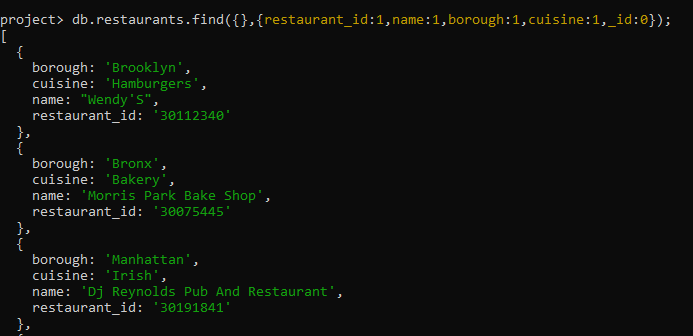 project> db.restaurants.find({},{restaurant_id:1,name:1,borough:1,cuisine:1,_id:0});
[
  {
    borough: 'Brooklyn',
    cuisine: 'Hamburgers',
    name: "Wendy'S",
    restaurant_id: '30112340'
  },
  {
    borough: 'Bronx',
    cuisine: 'Bakery',
    name: 'Morris Park Bake Shop',
    restaurant_id: '30075445'
  },
  {
    borough: 'Manhattan',
    cuisine: 'Irish',
    name: 'Dj Reynolds Pub And Restaurant',
    restaurant_id: '30191841'
  },
  {